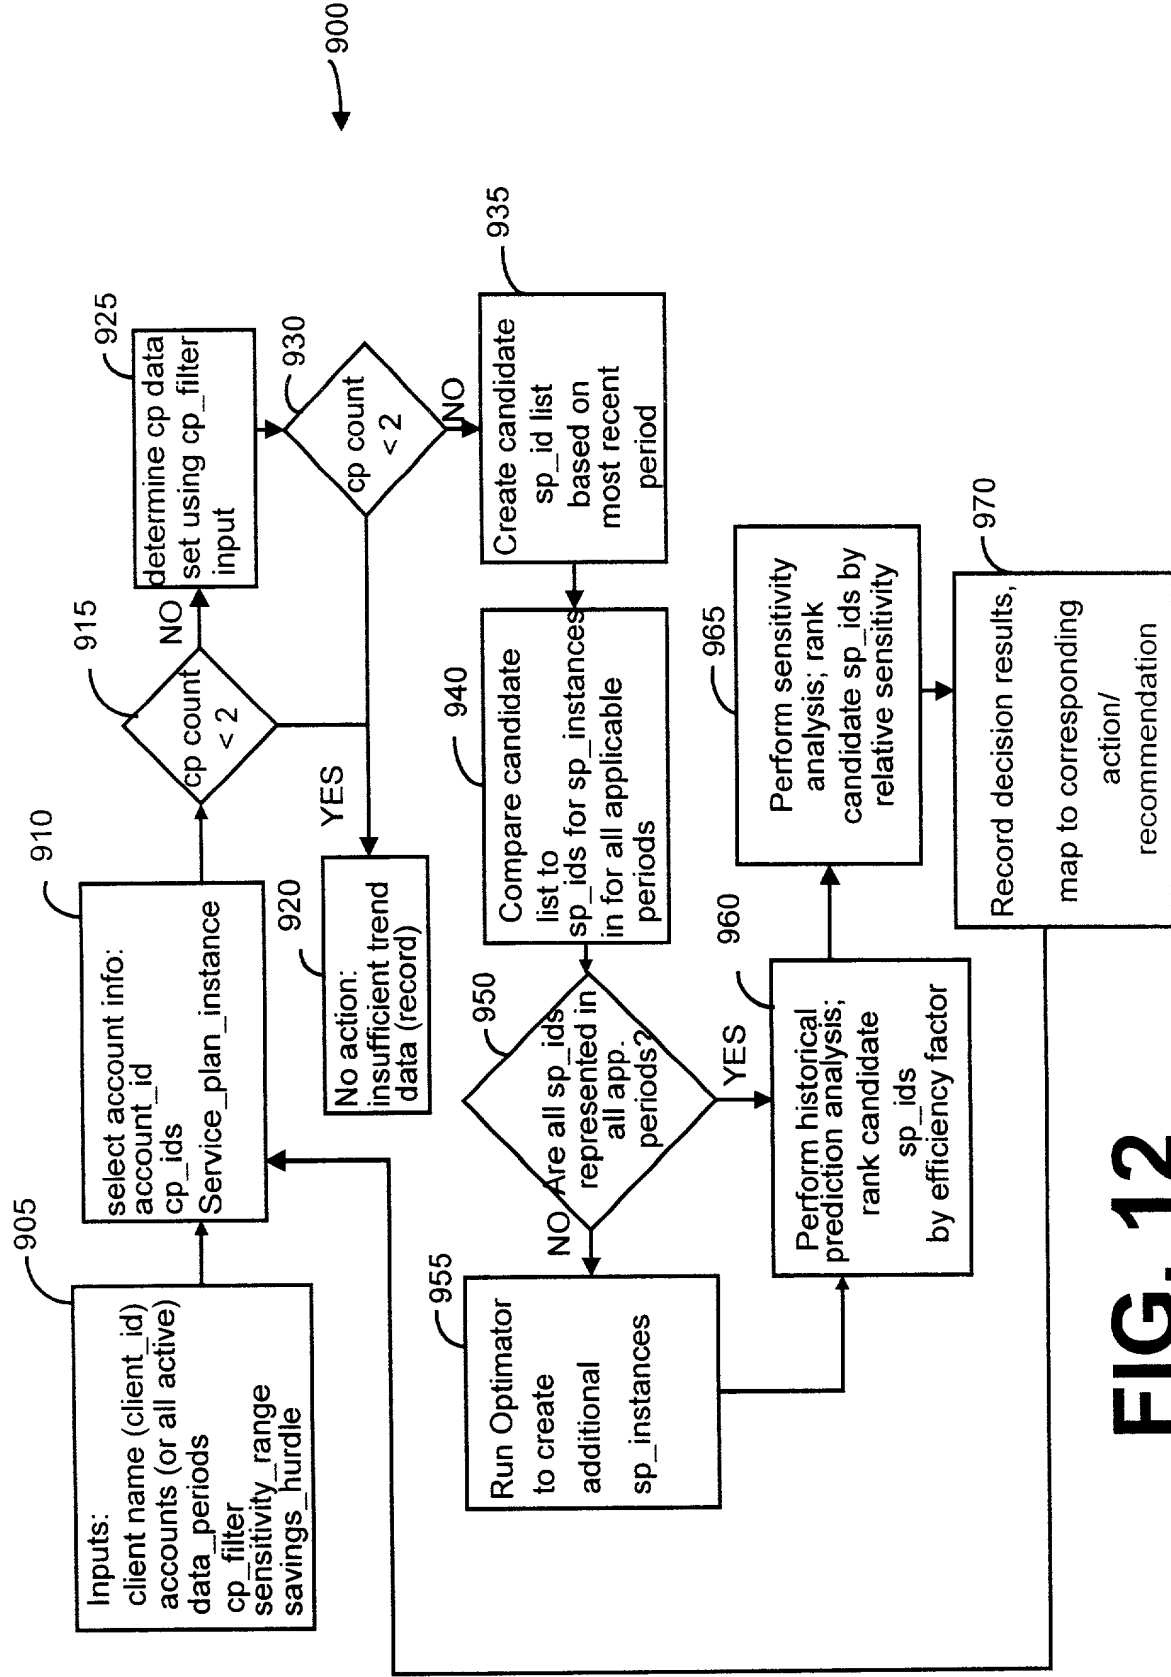 900
905
Inputs:
client name (client_id)
accounts (or all active)
data_periods
cp_filter
sensitivity_range
savings_hurdle
910
select account info:
account_id
cp_ids
Service_plan_instance
915
cp count
< 2
NO
YES
920
No action:
insufficient trend
data (record)
925
determine cp data
set using cp_filter
input
930
cp count
< 2
NO
935
Create candidate
sp_id list
based on
most recent
period
940
Compare candidate
list to
sp_ids for sp_instances
in for all applicable
periods
950
Are all sp_ids
represented in
all app.
periods?
NO
YES
955
Run Optimator
to create
additional
sp_instances
960
Perform historical
prediction analysis;
rank candidate
sp_ids
by efficiency factor
965
Perform sensitivity
analysis; rank
candidate sp_ids by
relative sensitivity
970
Record decision results,
map to corresponding
action/
recommendation
FIG. 12